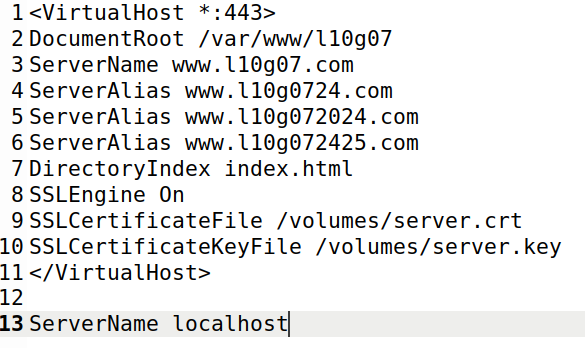 1 <VirtualHost *:443>
2 DocumentRoot /var/www/l10g07
3 ServerName www.l10g07.com
4 ServerAlias www.l10g0724.com
5 ServerAlias www.l10g072024.com
6 ServerAlias www.l10g072425.com
7 DirectoryIndex index.html
8 SSLEngine On
9 SSLCertificateFile /volumes/server.crt
10 SSLCertificateKeyFile /volumes/server.key
11 </VirtualHost>
12
13 ServerName localhost